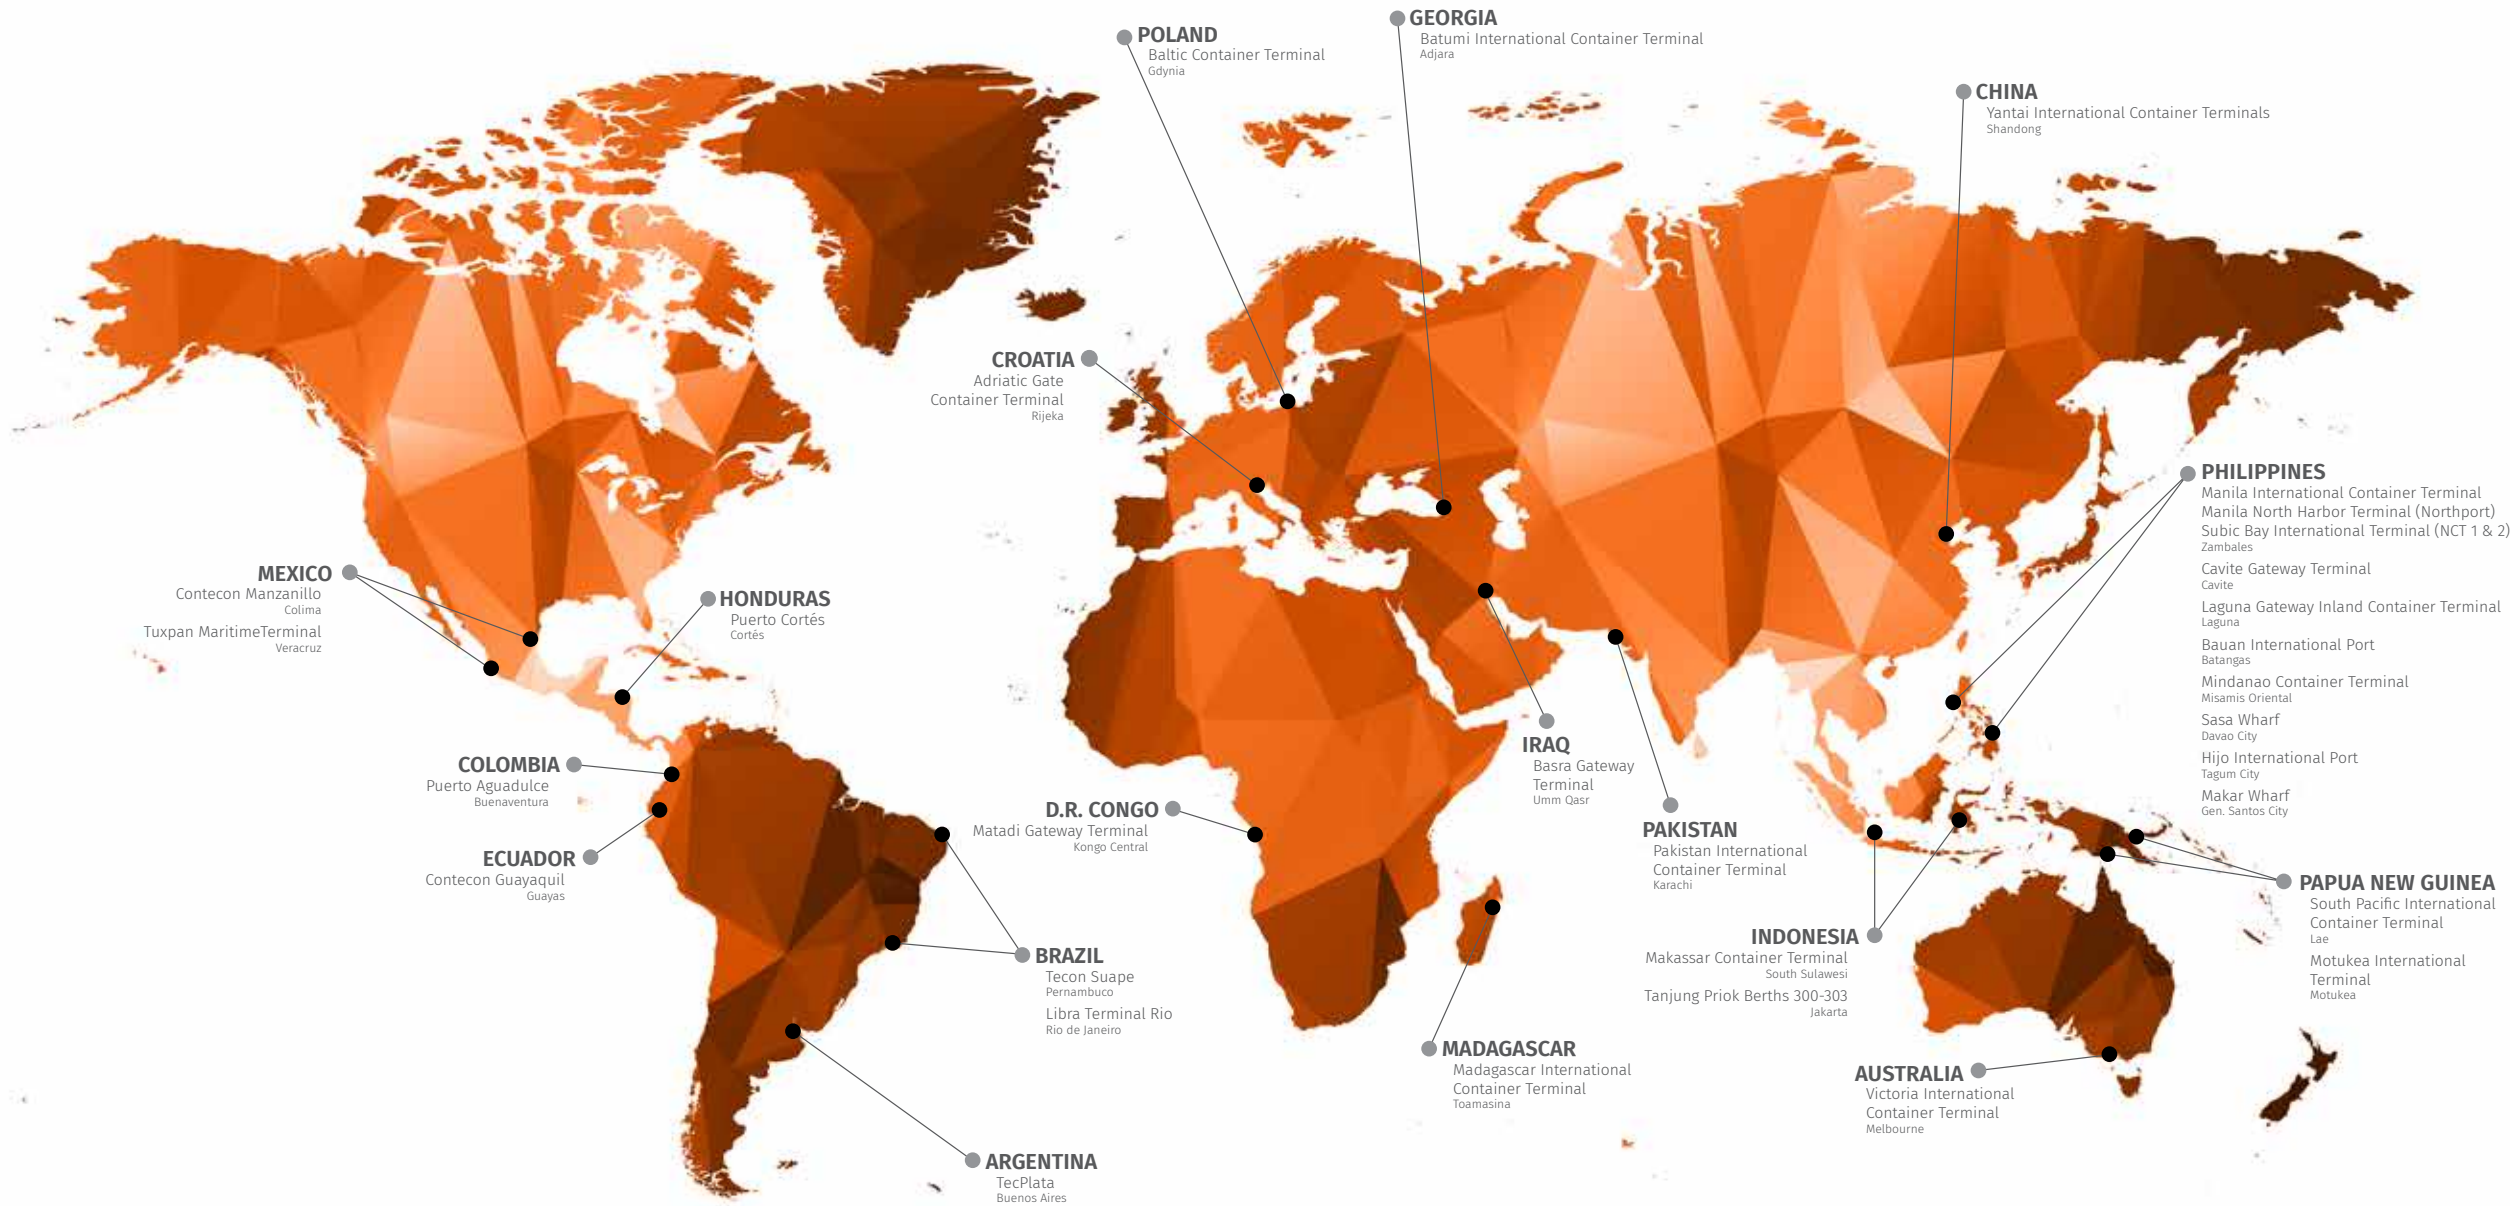 GEORGIA
Batumi International Container Terminal
Adjara
POLAND
Baltic Container Terminal
Gdynia
CHINA
Yantai International Container Terminals
Shandong
CROATIA
Adriatic Gate
Container Terminal
Rijeka
PHILIPPINES
Manila International Container Terminal
Manila North Harbor Terminal (Northport)
Subic Bay International Terminal (NCT 1 & 2)
Zambales
Cavite Gateway Terminal
Cavite
Laguna Gateway Inland Container Terminal
Laguna
Bauan International Port
Batangas
Mindanao Container Terminal
Misamis Oriental
Sasa Wharf
Davao City
Hijo International Port
Tagum City
Makar Wharf
Gen. Santos City
MEXICO
Contecon Manzanillo
Colima
Tuxpan MaritimeTerminal
Veracruz
HONDURAS
Puerto Cortés
Cortés
COLOMBIA
Puerto Aguadulce
Buenaventura
ECUADOR
Contecon Guayaquil
Guayas
D.R. CONGO
Matadi Gateway Terminal
Kongo Central
IRAQ
Basra Gateway
Terminal
Umm Qasr
PAKISTAN
Pakistan International
Container Terminal
Karachi
PAPUA NEW GUINEA
South Pacific International
Container Terminal
Lae
Motukea International
Terminal
Motukea
BRAZIL
Tecon Suape
Pernambuco
Libra Terminal Rio
Rio de Janeiro
INDONESIA
Makassar Container Terminal
South Sulawesi
Tanjung Priok Berths 300-303
Jakarta
MADAGASCAR
Madagascar International
Container Terminal
Toamasina
AUSTRALIA
Victoria International
Container Terminal
Melbourne
ARGENTINA
TecPlata
Buenos Aires